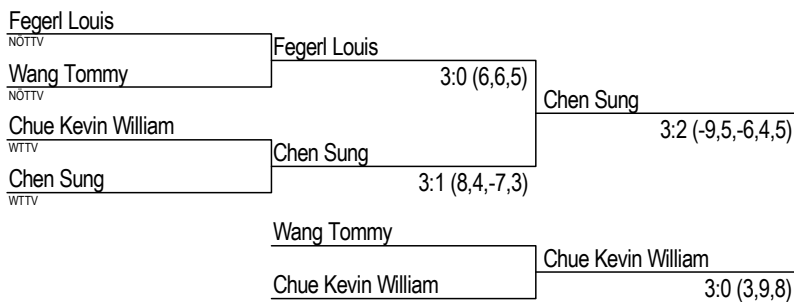 Fegerl Louis
NÖTTV
Fegerl Louis
Wang Tommy
3:0 (6,6,5)
NÖTTV
Chen Sung
Chue Kevin William
3:2 (-9,5,-6,4,5)
WTTV
Chen Sung
Chen Sung
3:1 (8,4,-7,3)
WTTV
Wang Tommy
Chue Kevin William
Chue Kevin William
3:0 (3,9,8)